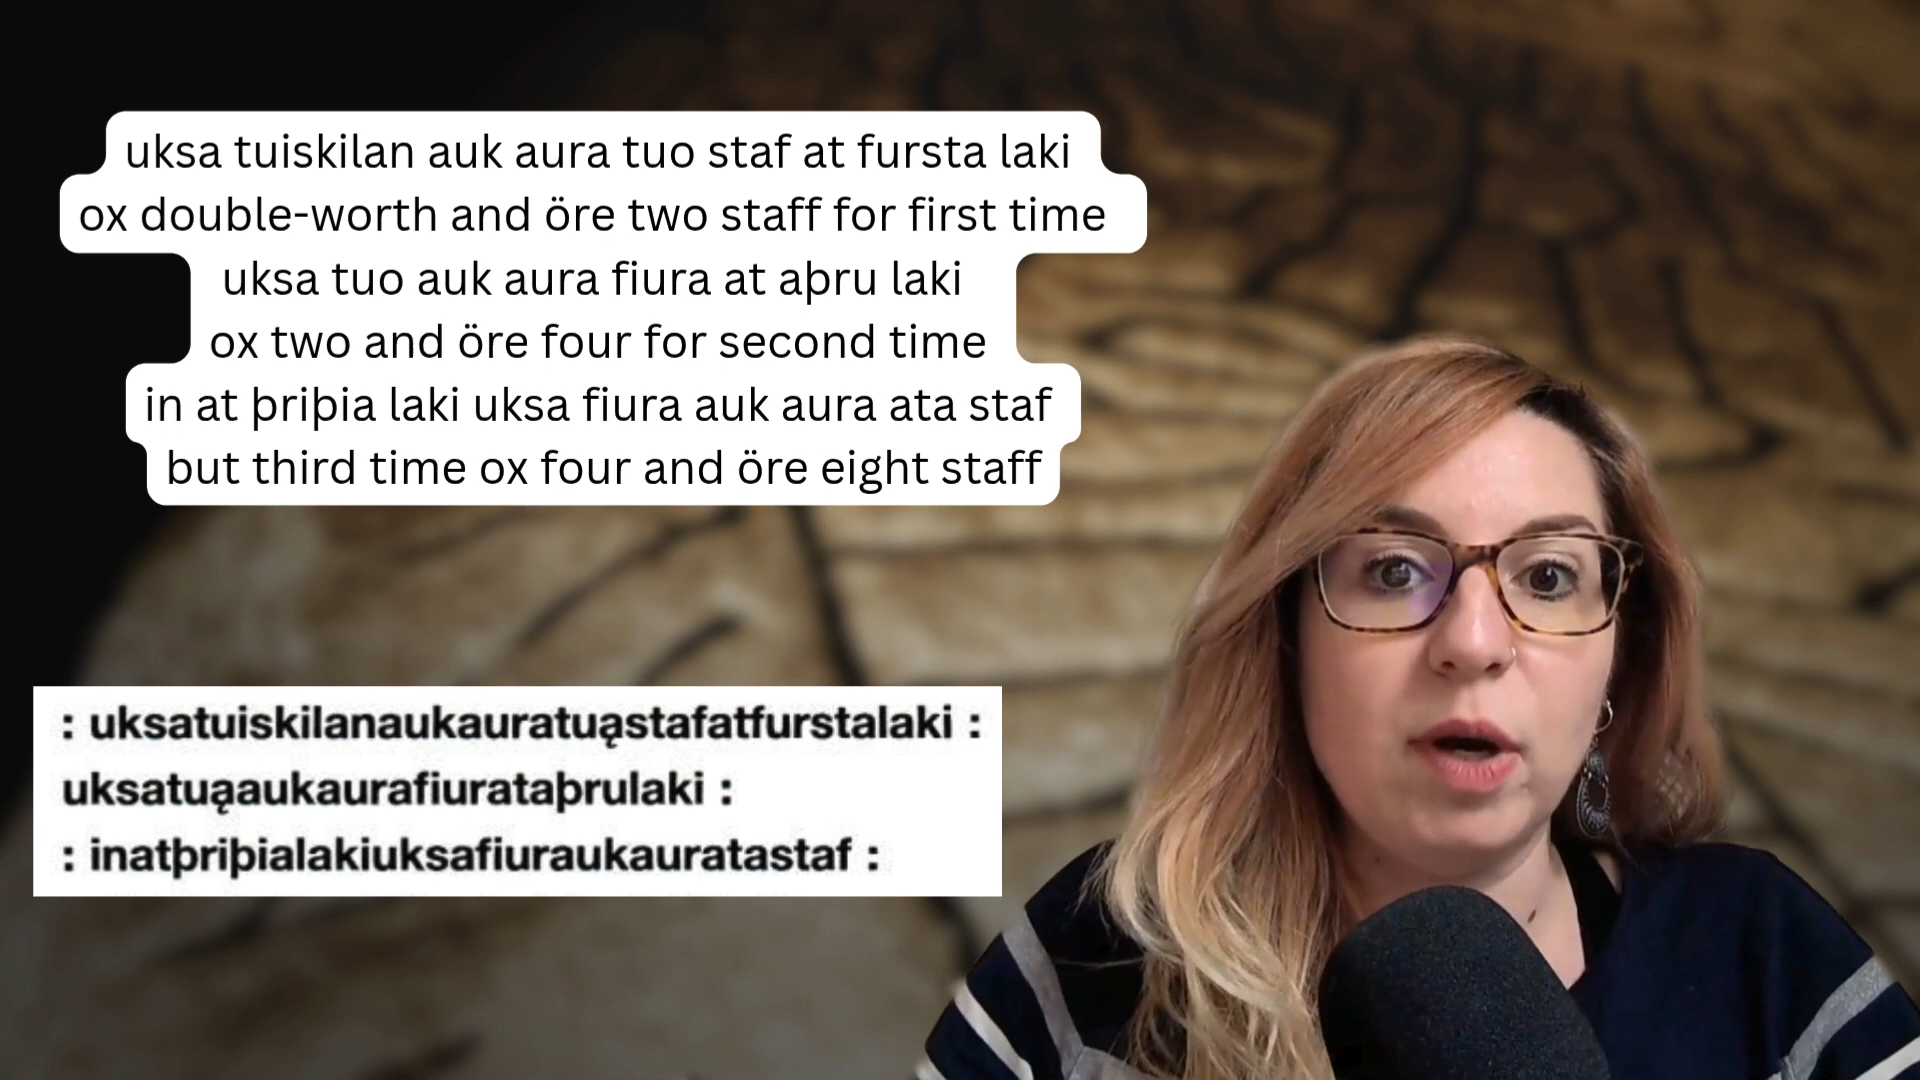 uksa tuiskilan auk aura tuo staf at fursta laki
ox double-worth and öre two staff for first time
uksa tuo auk aura fiura at aþru laki
ox two and öre four for second time
in at þriþia laki uksa fiura auk aura ata staf
but third time ox four and öre eight staff
: uksatuiskilanaukauratuąstafatfurstalaki :
uksatuąaukaurafiurataþrulaki :
: inatþriþialakiuksafiuraukauratastaf :